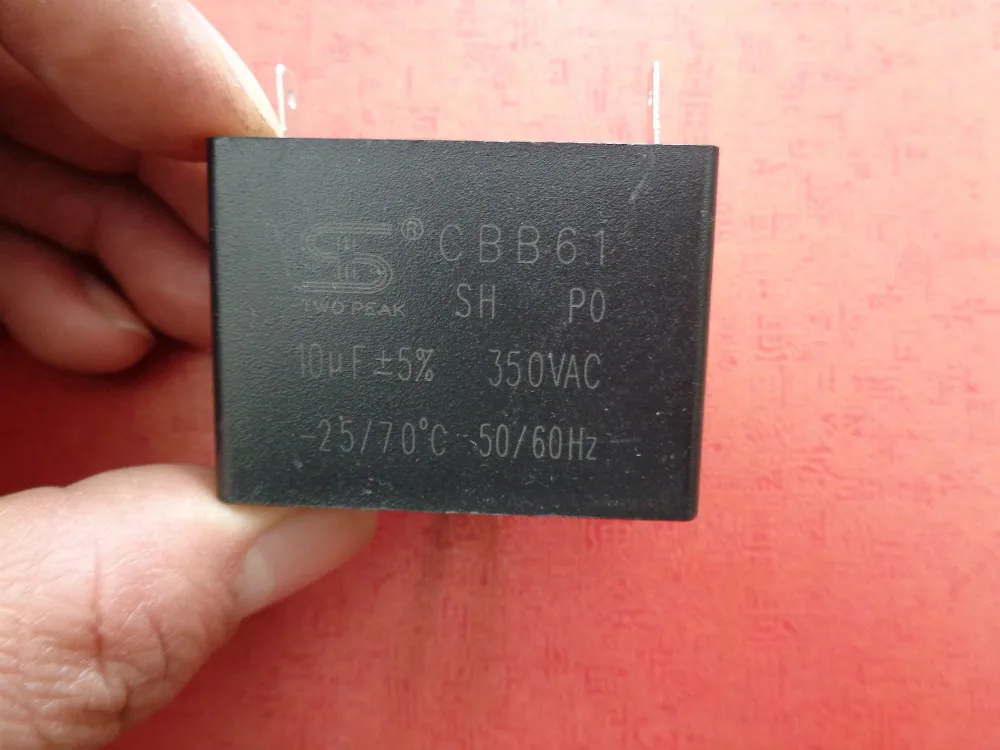 ® CBB61
TWO PEAK SH P0
10μF±5% 350VAC
-25/70°C 50/60Hz